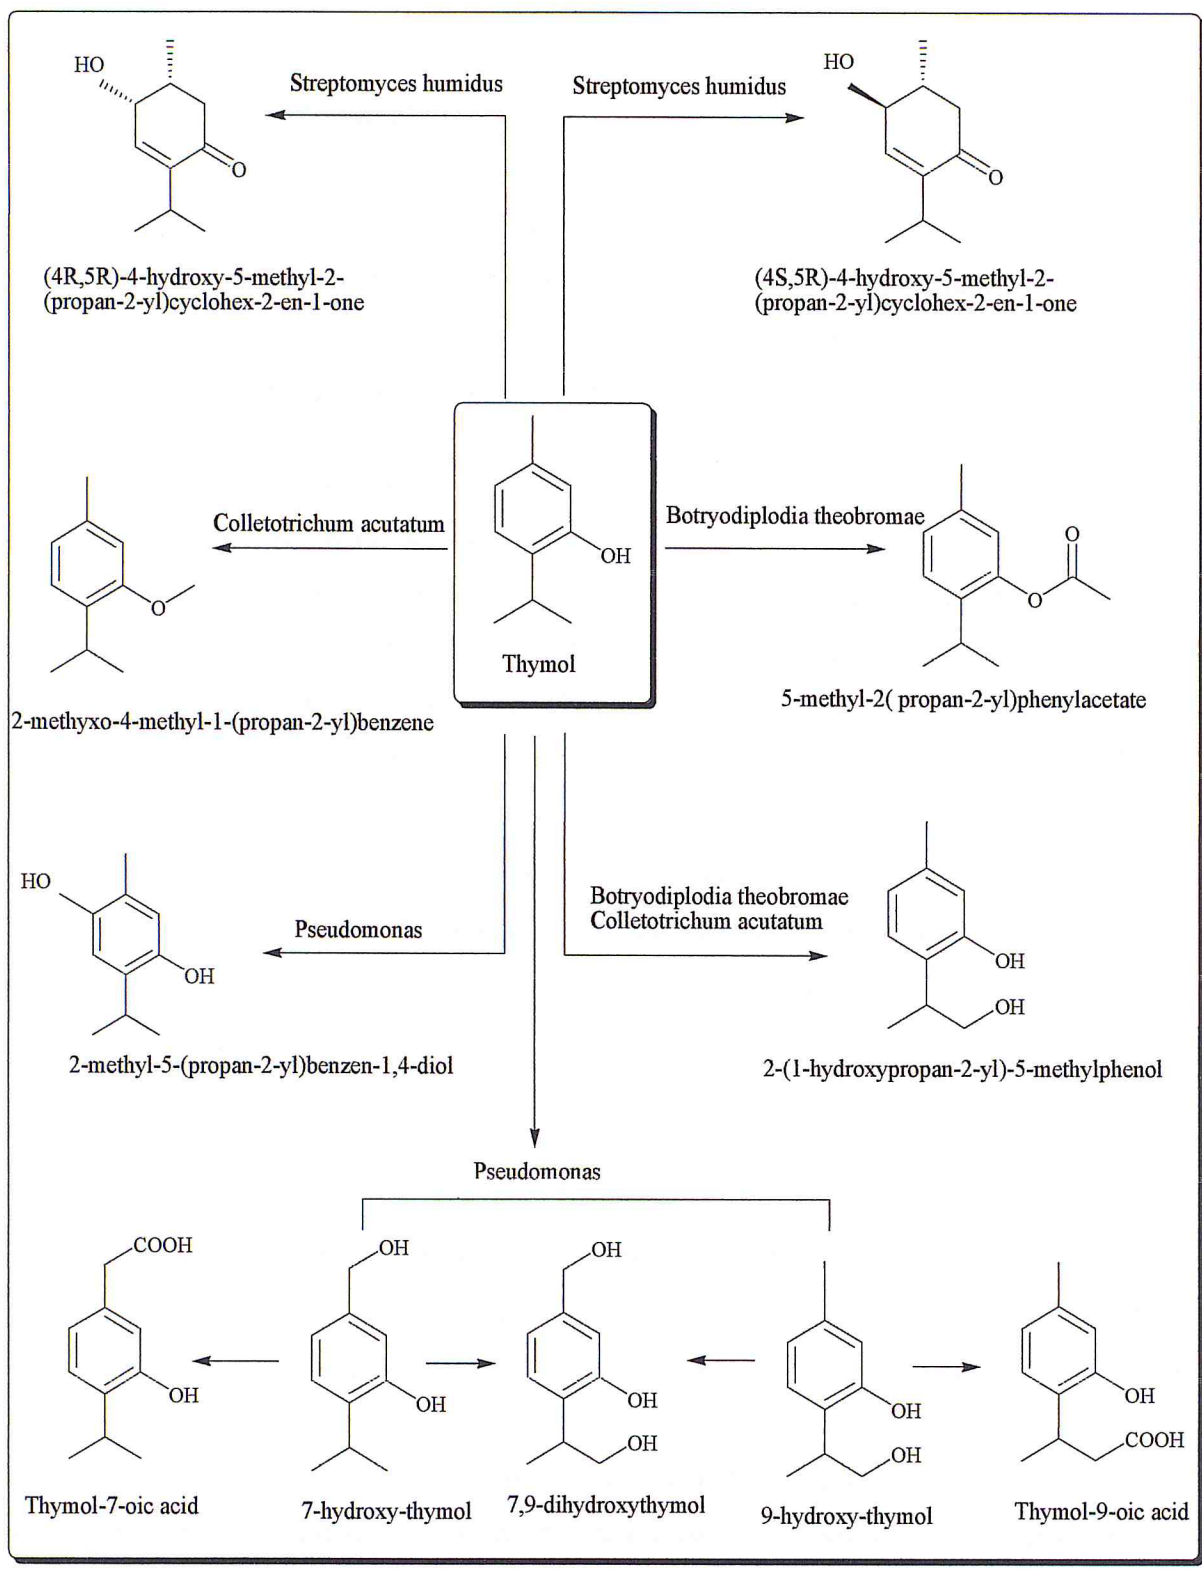 HO
Streptomyces humidus
O
(4R,5R)-4-hydroxy-5-methyl-2-
(propan-2-yl)cyclohex-2-en-1-one
Streptomyces humidus
HO
O
(4S,5R)-4-hydroxy-5-methyl-2-
(propan-2-yl)cyclohex-2-en-1-one
Colletotrichum acutatum
O
2-methyxo-4-methyl-1-(propan-2-yl)benzene
OH
Thymol
Botryodiplodia theobromae
O
O
5-methyl-2( propan-2-yl)phenylacetate
HO
OH
Pseudomonas
2-methyl-5-(propan-2-yl)benzen-1,4-diol
Botryodiplodia theobromae
Colletotrichum acutatum
OH
OH
2-(1-hydroxypropan-2-yl)-5-methylphenol
Pseudomonas
COOH
OH
Thymol-7-oic acid
OH
OH
7-hydroxy-thymol
OH
OH
OH
7,9-dihydroxythymol
OH
OH
9-hydroxy-thymol
OH
COOH
Thymol-9-oic acid